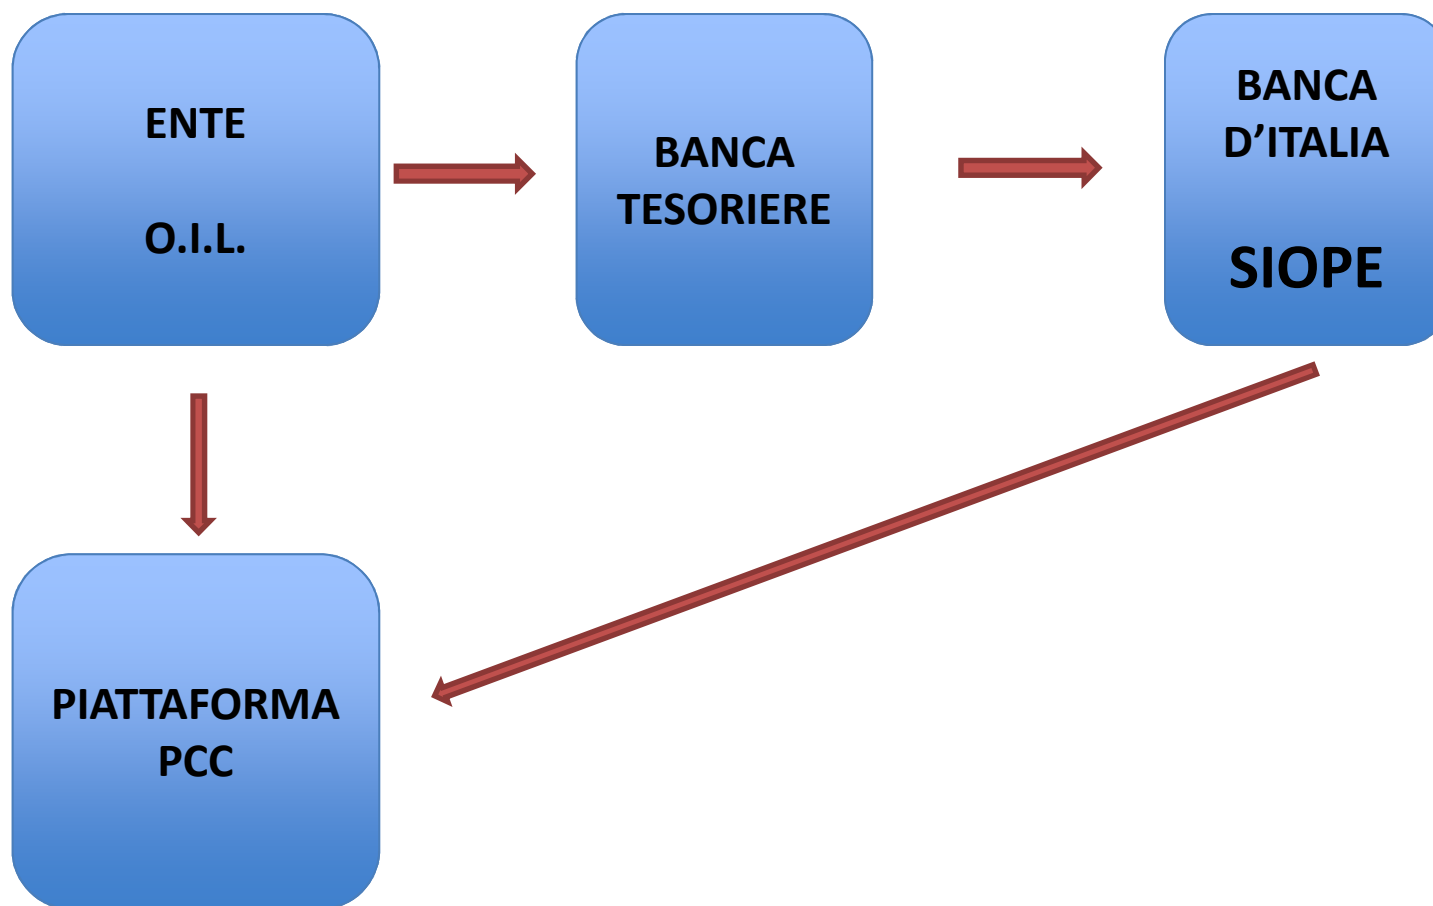 ENTE
O.I.L.
BANCA
TESORIERE
BANCA
D’ITALIA
SIOPE
PIATTAFORMA
PCC